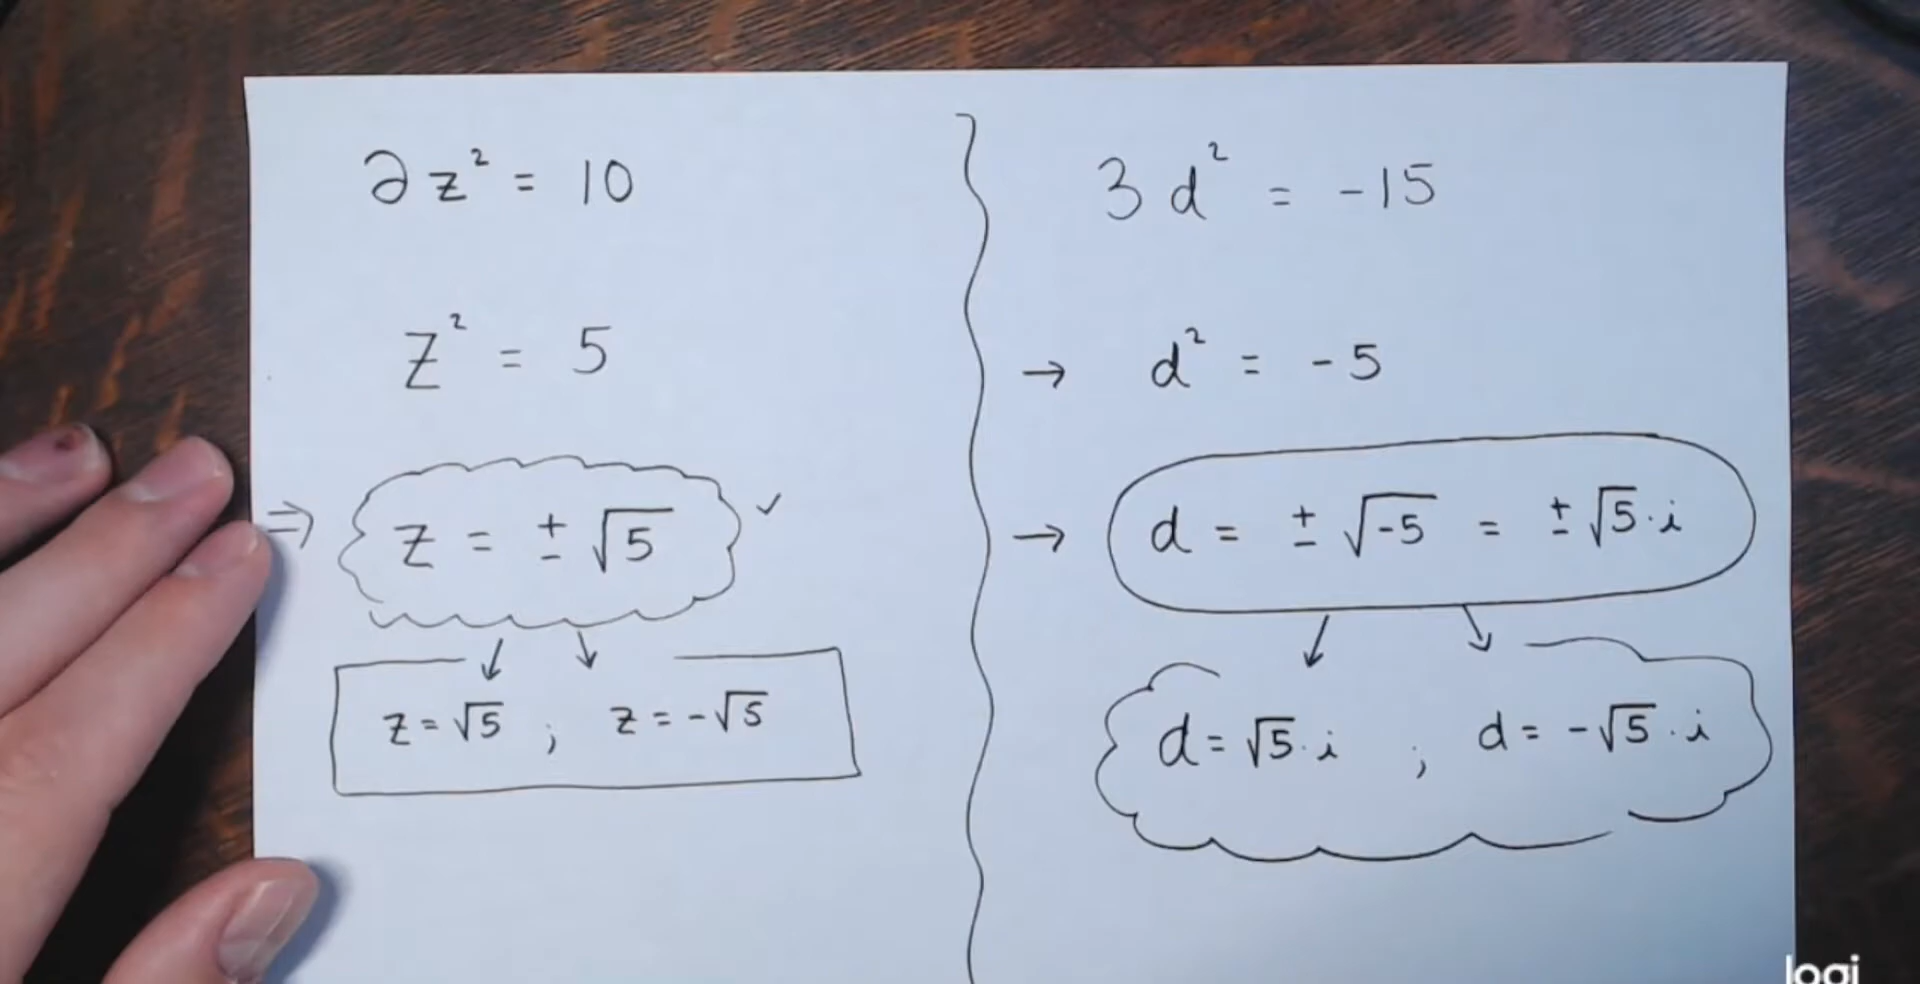 2z² = 10
z² = 5
⇒ z = ±√5 ✓
z = √5 ; z = -√5
3d² = -15
→ d² = -5
→ d = ±√-5 = ±√5·i
d = √5·i ; d = -√5·i
logi